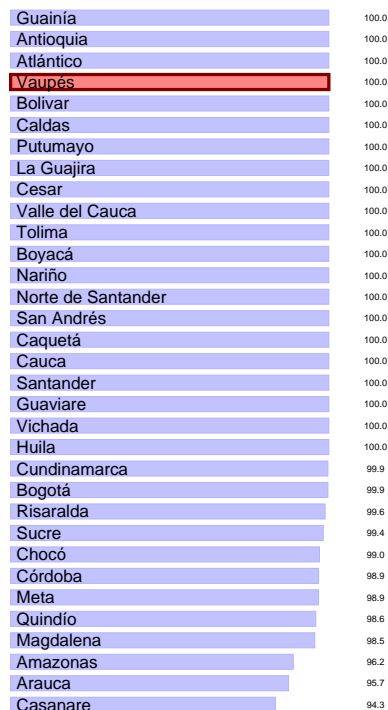 Guainía 100.0
Antioquia 100.0
Atlántico 100.0
Vaupés 100.0
Bolivar 100.0
Caldas 100.0
Putumayo 100.0
La Guajira 100.0
Cesar 100.0
Valle del Cauca 100.0
Tolima 100.0
Boyacá 100.0
Nariño 100.0
Norte de Santander 100.0
San Andrés 100.0
Caquetá 100.0
Cauca 100.0
Santander 100.0
Guaviare 100.0
Vichada 100.0
Huila 100.0
Cundinamarca 99.9
Bogotá 99.9
Risaralda 99.6
Sucre 99.4
Chocó 99.0
Córdoba 98.9
Meta 98.9
Quindío 98.6
Magdalena 98.5
Amazonas 96.2
Arauca 95.7
Casanare 94.3